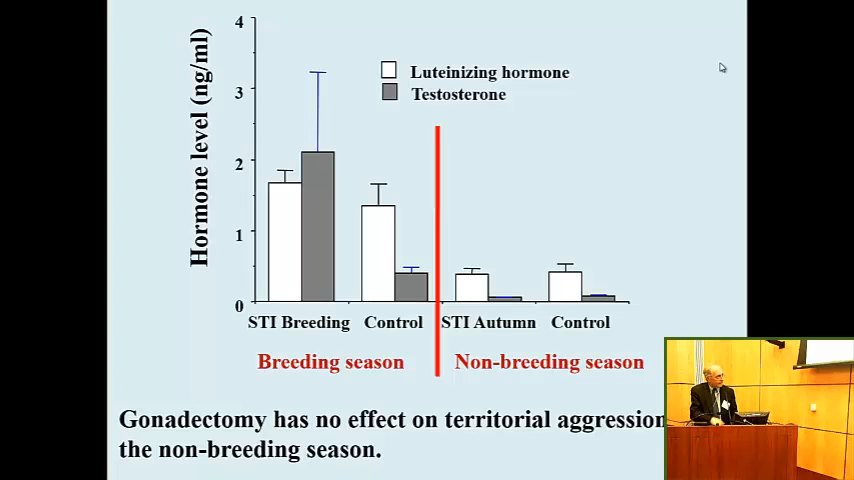 4
3
2
1
0
Hormone level (ng/ml)
Luteinizing hormone
Testosterone
STI Breeding Control STI Autumn Control
Breeding season Non-breeding season
Gonadectomy has no effect on territorial aggression
the non-breeding season.